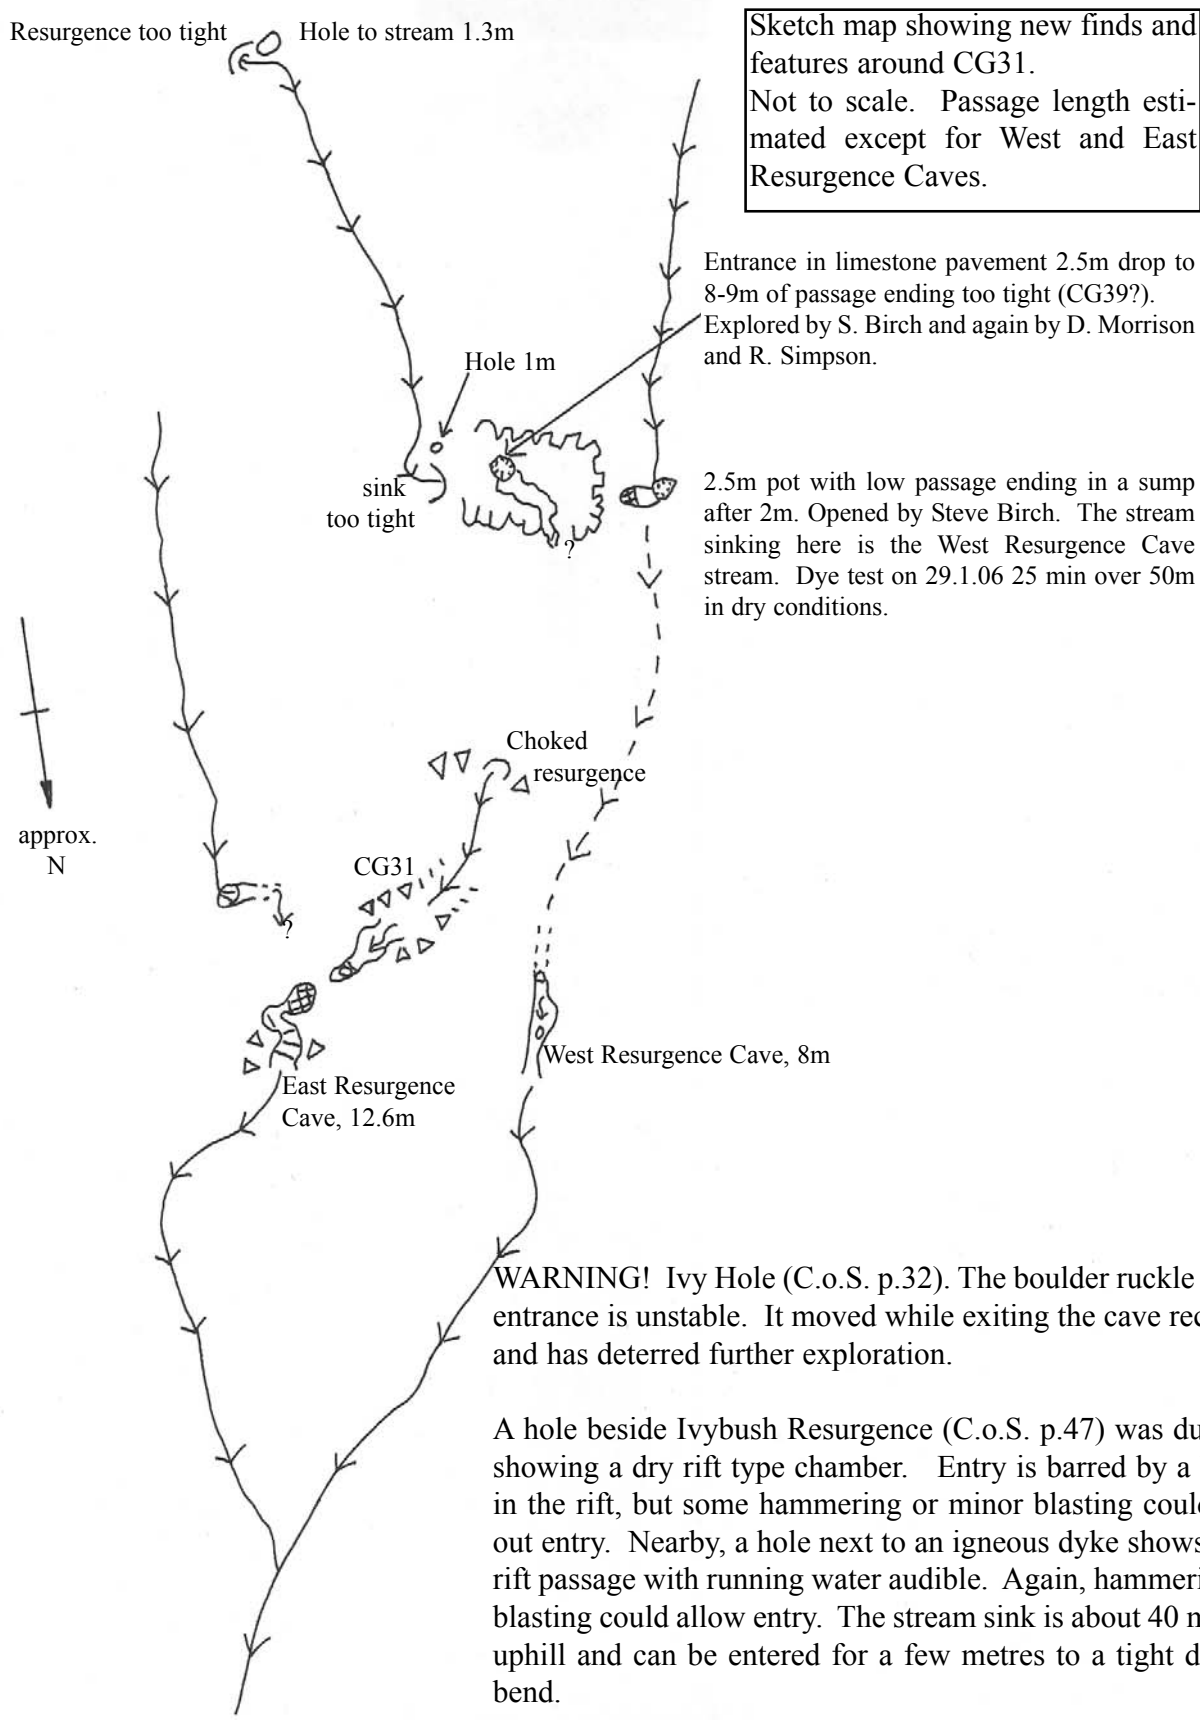 Resurgence too tight
Hole to stream 1.3m
Sketch map showing new finds and
features around CG31.
Not to scale. Passage length esti-
mated except for West and East
Resurgence Caves.
Entrance in limestone pavement 2.5m drop to
8-9m of passage ending too tight (CG39?).
Explored by S. Birch and again by D. Morrison
and R. Simpson.
Hole 1m
sink
too tight
?
2.5m pot with low passage ending in a sump
after 2m. Opened by Steve Birch. The stream
sinking here is the West Resurgence Cave
stream. Dye test on 29.1.06 25 min over 50m
in dry conditions.
approx.
N
Choked
resurgence
CG31
?
West Resurgence Cave, 8m
East Resurgence
Cave, 12.6m
WARNING! Ivy Hole (C.o.S. p.32). The boulder ruckle
entrance is unstable. It moved while exiting the cave
and has deterred further exploration.
A hole beside Ivybush Resurgence (C.o.S. p.47) was
showing a dry rift type chamber. Entry is barred by a
in the rift, but some hammering or minor blasting
out entry. Nearby, a hole next to an igneous dyke shows
rift passage with running water audible. Again,
blasting could allow entry. The stream sink is about 40
uphill and can be entered for a few metres to a tight
bend.